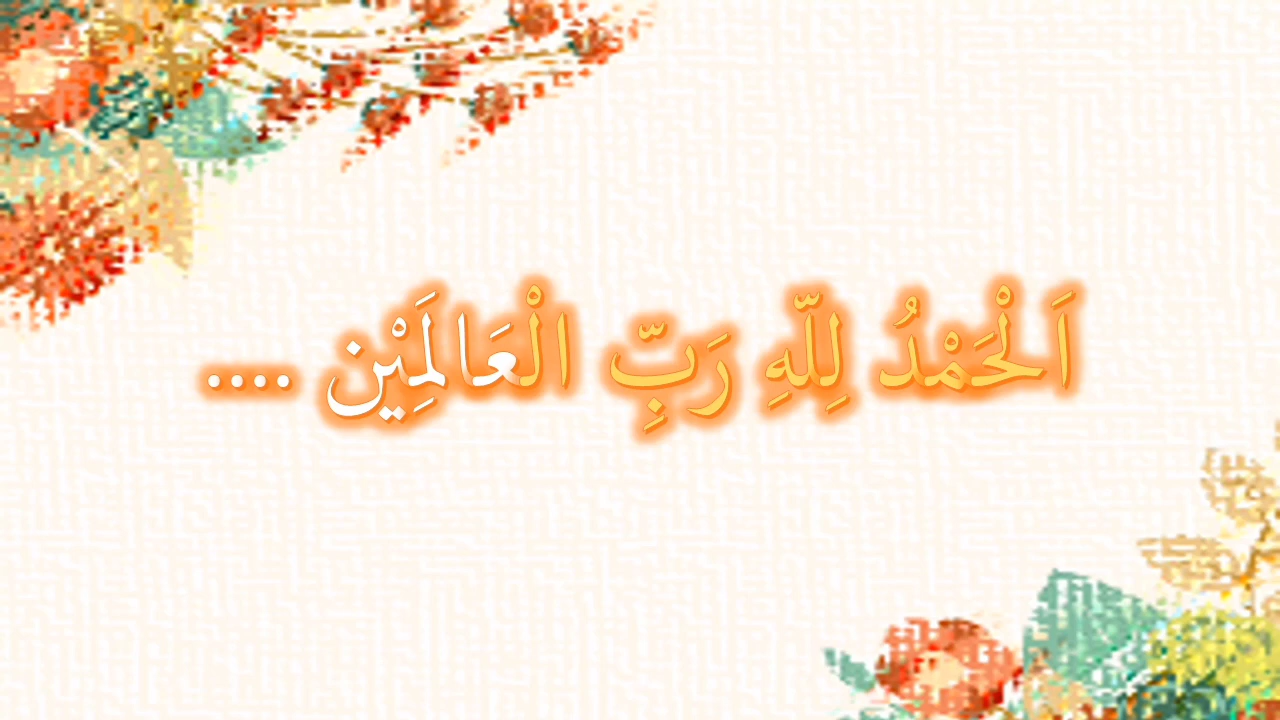 اَلْحَمْدُ لِلّٰهِ رَبِّ الْعَالَمِيْن ....